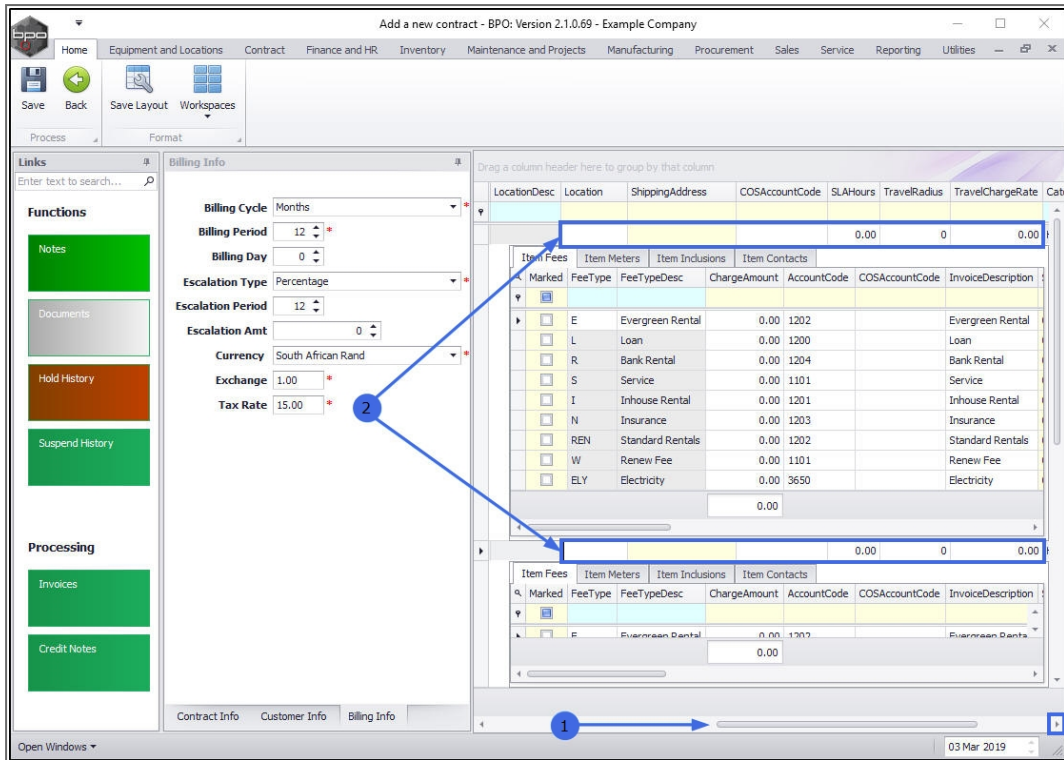 Add a new contract - BPO: Version 2.1.0.69 - Example Company
bpo
Home Equipment and Locations Contract Finance and HR Inventory Maintenance and Projects Manufacturing Procurement Sales Service Reporting Utilities
Save Back Save Layout Workspaces
Process Format
Links
Enter text to search...
Functions
Notes
Documents
Hold History
Suspend History
Processing
Invoices
Credit Notes
Billing Info
Billing Cycle Months *
Billing Period 12 *
Billing Day 0
Escalation Type Percentage *
Escalation Period 12
Escalation Amt 0
Currency South African Rand *
Exchange 1.00 *
Tax Rate 15.00 *
2
Contract Info Customer Info Billing Info
Drag a column header here to group by that column
LocationDesc Location ShippingAddress COSAccountCode SLAHours TravelRadius TravelChargeRate
0.00 0 0.00
Item Fees Item Meters Item Inclusions Item Contacts
Marked FeeType FeeTypeDesc ChargeAmount AccountCode COSAccountCode InvoiceDescription
E Evergreen Rental 0.00 1202 Evergreen Rental
L Loan 0.00 1200 Loan
R Bank Rental 0.00 1204 Bank Rental
S Service 0.00 1101 Service
I Inhouse Rental 0.00 1201 Inhouse Rental
N Insurance 0.00 1203 Insurance
REN Standard Rentals 0.00 1202 Standard Rentals
W Renew Fee 0.00 1101 Renew Fee
ELY Electricity 0.00 3650 Electricity
0.00
0.00 0 0.00
Item Fees Item Meters Item Inclusions Item Contacts
Marked FeeType FeeTypeDesc ChargeAmount AccountCode COSAccountCode InvoiceDescription
E Evergreen Rental 0.00 1202 Evergreen Renta
0.00
1
Open Windows 03 Mar 2019